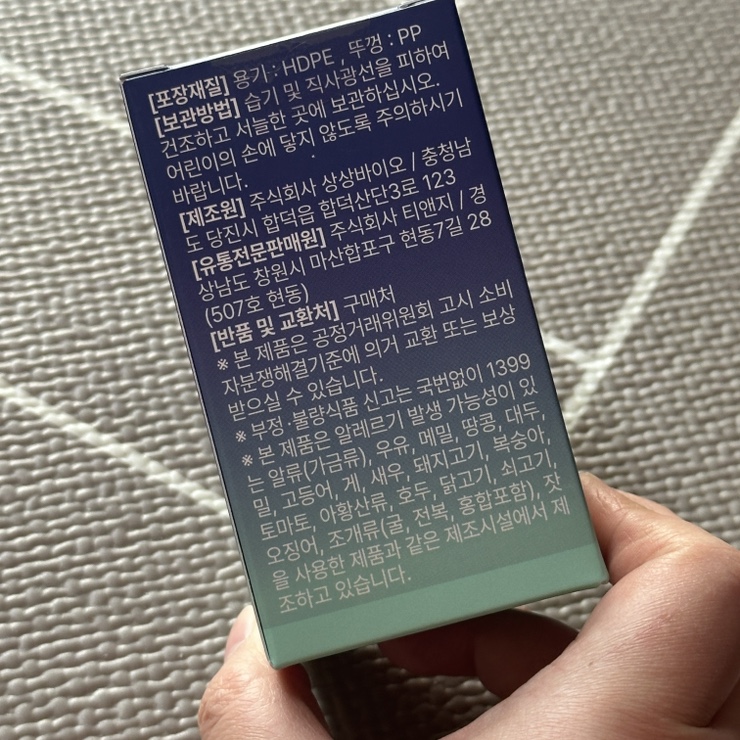 [포장재질] 용기 : HDPE , 뚜껑 : PP
[보관방법] 습기 및 직사광선을 피하여
건조하고 서늘한 곳에 보관하십시오.
어린이의 손에 닿지 않도록 주의하시기
바랍니다.
[제조원] 주식회사 상상바이오 / 충청남
도 당진시 합덕읍 합덕산단3로 123
[유통전문판매원] 주식회사 티앤지 / 경
상남도 창원시 마산합포구 현동7길 28
(507호 현동)
[반품 및 교환처] 구매처
※ 본 제품은 공정거래위원회 고시 소비
자분쟁해결기준에 의거 교환 또는 보상
받으실 수 있습니다.
※ 부정·불량식품 신고는 국번없이 1399
※ 본 제품은 알레르기 발생 가능성이 있
는 알류(가금류), 우유, 메밀, 땅콩, 대두,
밀, 고등어, 게, 새우, 돼지고기, 복숭아,
토마토, 아황산류, 호두, 닭고기, 쇠고기,
오징어, 조개류(굴, 전복, 홍합포함), 잣
을 사용한 제품과 같은 제조시설에서 제
조하고 있습니다.